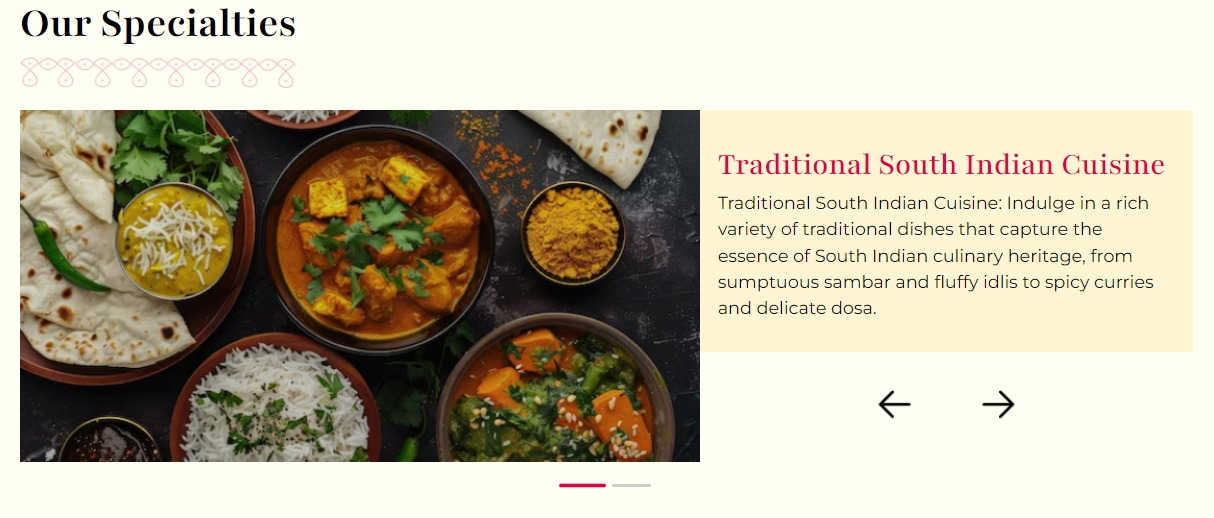 Our Specialties
Traditional South Indian Cuisine
Traditional South Indian Cuisine: Indulge in a rich
variety of traditional dishes that capture the
essence of South Indian culinary heritage, from
sumptuous sambar and fluffy idlis to spicy curries
and delicate dosa.